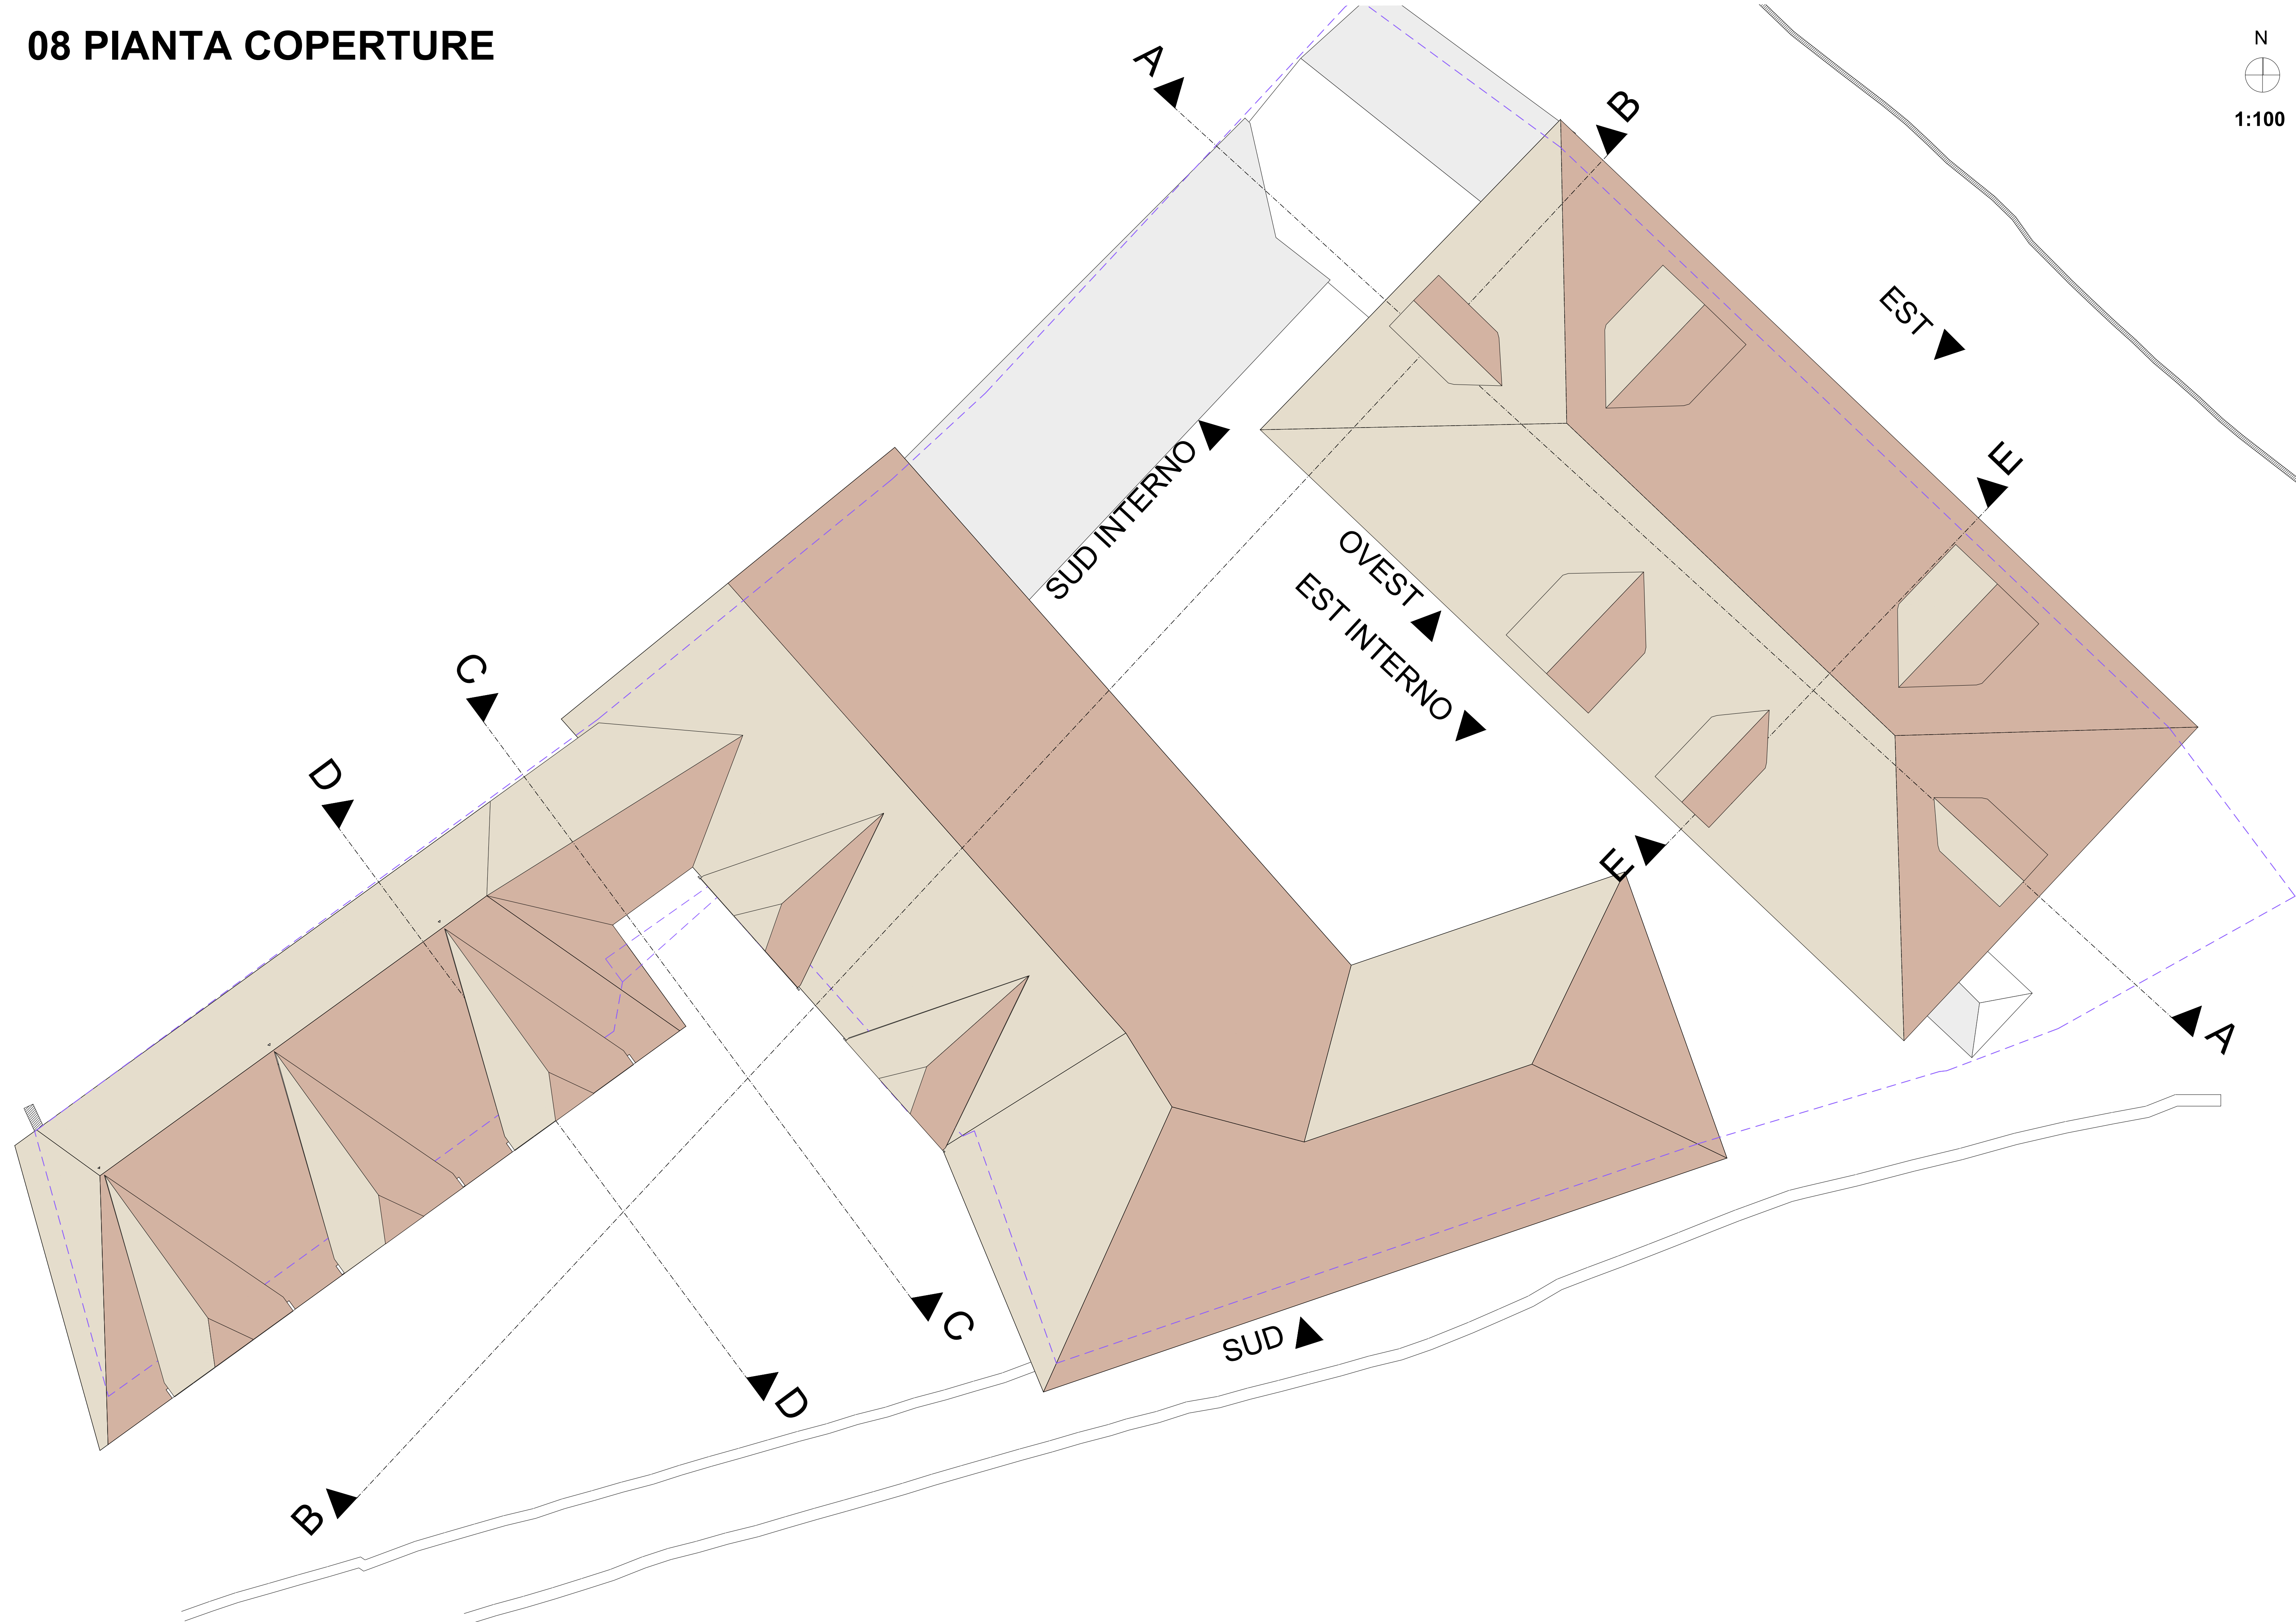 08 PIANTA COPERTURE
N
1:100
A
B
EST
E
SUD INTERNO
OVEST
EST INTERNO
C
D
E
A
C
SUD
D
B